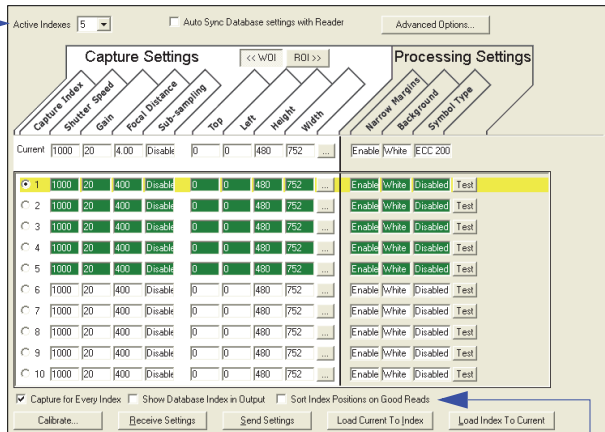 Active Indexes 5 Auto Sync Database settings with Reader Advanced Options...
Capture Settings << WOI ROI >> Processing Settings
Capture Index Shutter Speed Gain Focal Distance Sub-sampling Top Left Height Width Narrow Margins Background Symbol Type
Current 1000 20 4.00 Disable 0 0 480 752 ... Enable White ECC 200
1 1000 20 400 Disable 0 0 480 752 ... Enable White Disabled Test
2 1000 20 400 Disable 0 0 480 752 ... Enable White Disabled Test
3 1000 20 400 Disable 0 0 480 752 ... Enable White Disabled Test
4 1000 20 400 Disable 0 0 480 752 ... Enable White Disabled Test
5 1000 20 400 Disable 0 0 480 752 ... Enable White Disabled Test
6 1000 20 400 Disable 0 0 480 752 ... Enable White Disabled Test
7 1000 20 400 Disable 0 0 480 752 ... Enable White Disabled Test
8 1000 20 400 Disable 0 0 480 752 ... Enable White Disabled Test
9 1000 20 400 Disable 0 0 480 752 ... Enable White Disabled Test
10 1000 20 400 Disable 0 0 480 752 ... Enable White Disabled Test
Capture for Every Index Show Database Index in Output Sort Index Positions on Good Reads
Calibrate... Receive Settings Send Settings Load Current To Index Load Index To Current